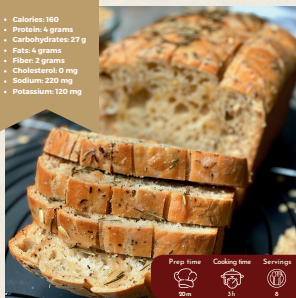 Calories: 160
Protein: 4 grams
Carbohydrates: 27 g
Fats: 4 grams
Fiber: 2 grams
Cholesterol: 0 mg
Sodium: 220 mg
Potassium: 120 mg
Prep time Cooking time Servings
20m 3h 8